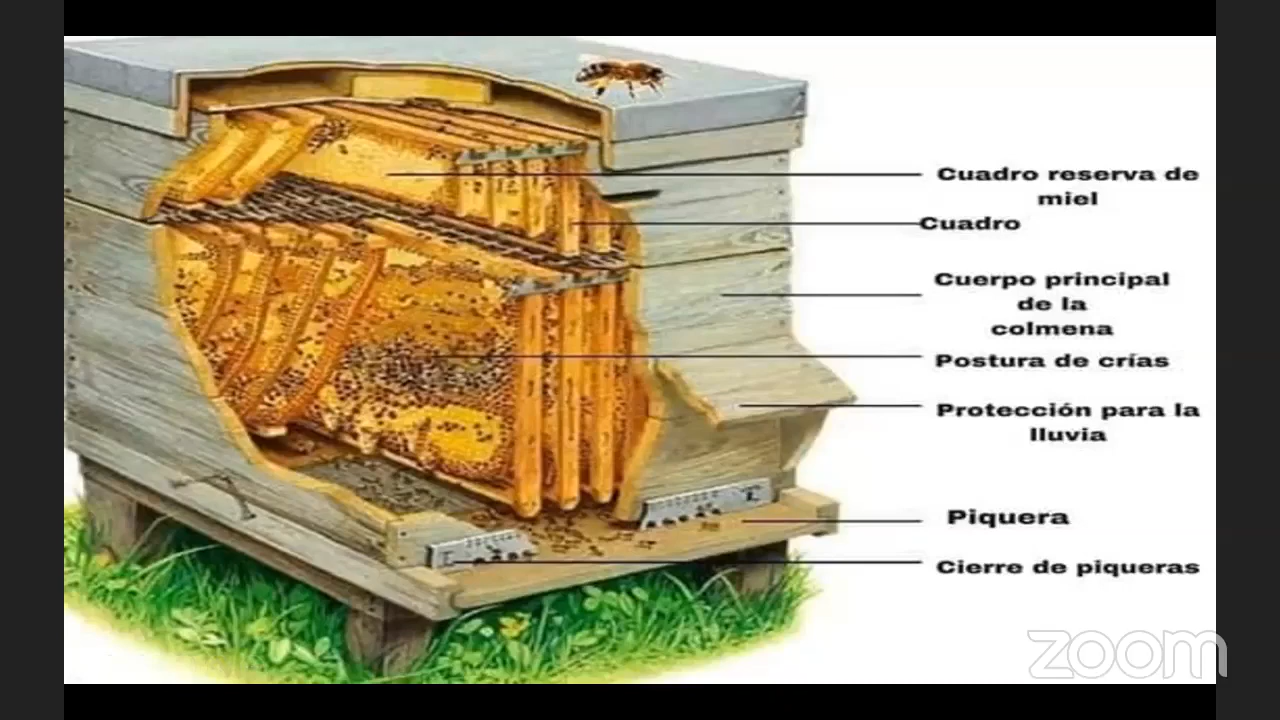 Cuadro reserva de
miel
Cuadro
Cuerpo principal
de la
colmena
Postura de crías
Protección para la
lluvia
Piquera
Cierre de piqueras
zoom